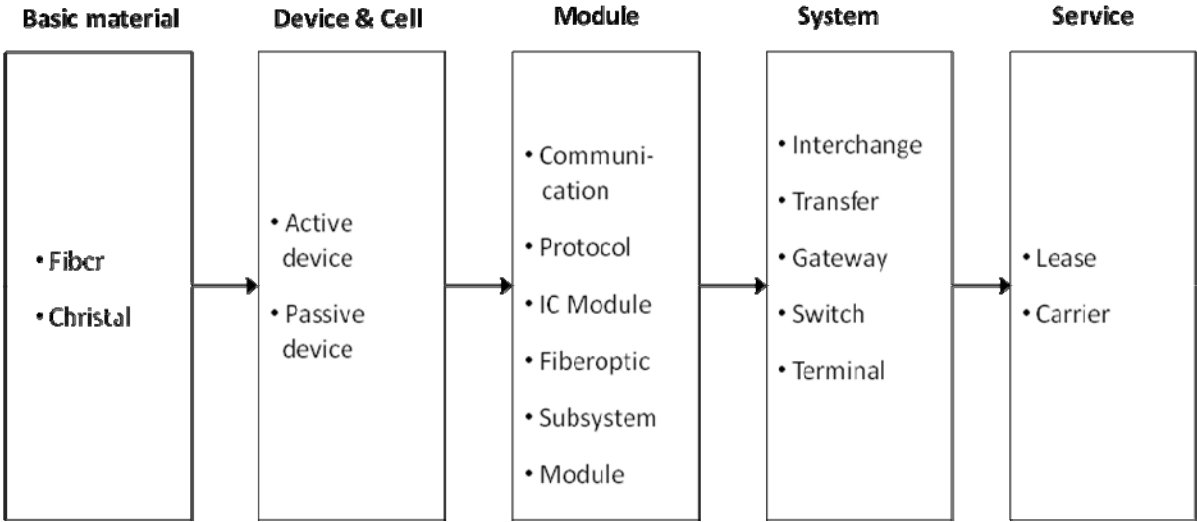 Basic material
Device & Cell
Module
System
Service
• Fiber
• Christal
• Active
device
• Passive
device
• Communi-
cation
• Protocol
• IC Module
• Fiberoptic
• Subsystem
• Module
• Interchange
• Transfer
• Gateway
• Switch
• Terminal
• Lease
• Carrier